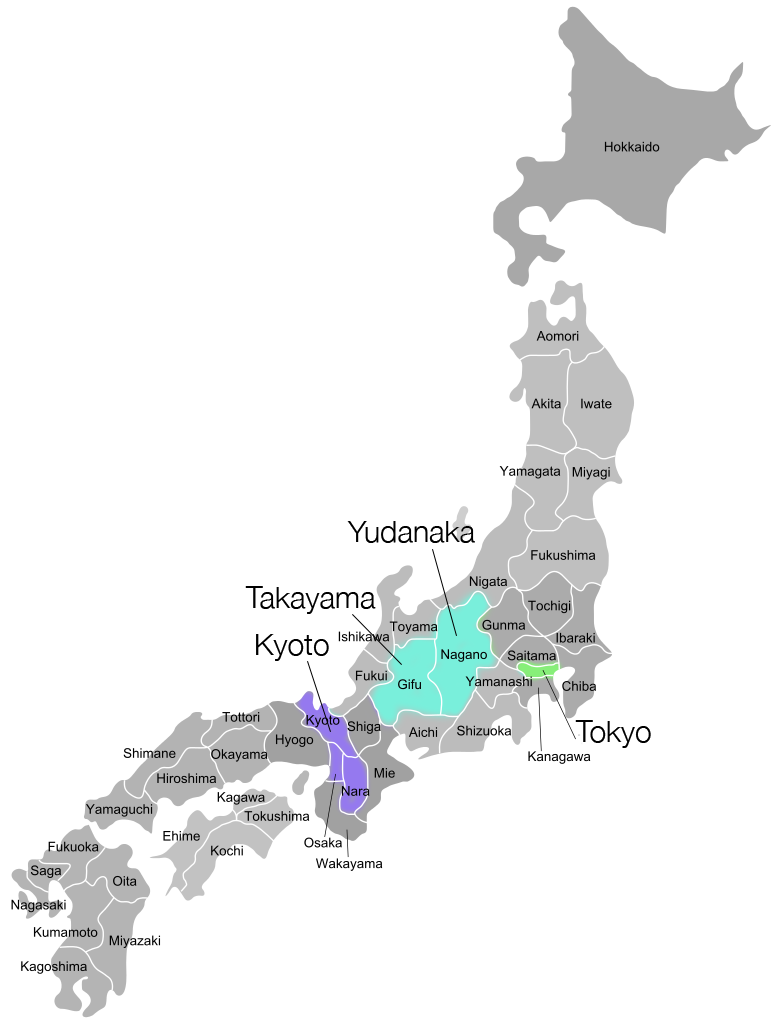 Hokkaido
Aomori
Akita
Iwate
Yamagata
Miyagi
Yudanaka
Fukushima
Nigata
Takayama
Tochigi
Toyama
Gunma
Ishikawa
Ibaraki
Kyoto
Nagano
Saitama
Fukui
Gifu
Yamanashi
Chiba
Tottori
Kyoto
Shiga
Hyogo
Aichi
Shizuoka
Tokyo
Shimane
Okayama
Kanagawa
Hiroshima
Mie
Nara
Kagawa
Yamaguchi
Tokushima
Ehime
Osaka
Fukuoka
Kochi
Wakayama
Saga
Oita
Nagasaki
Kumamoto
Miyazaki
Kagoshima